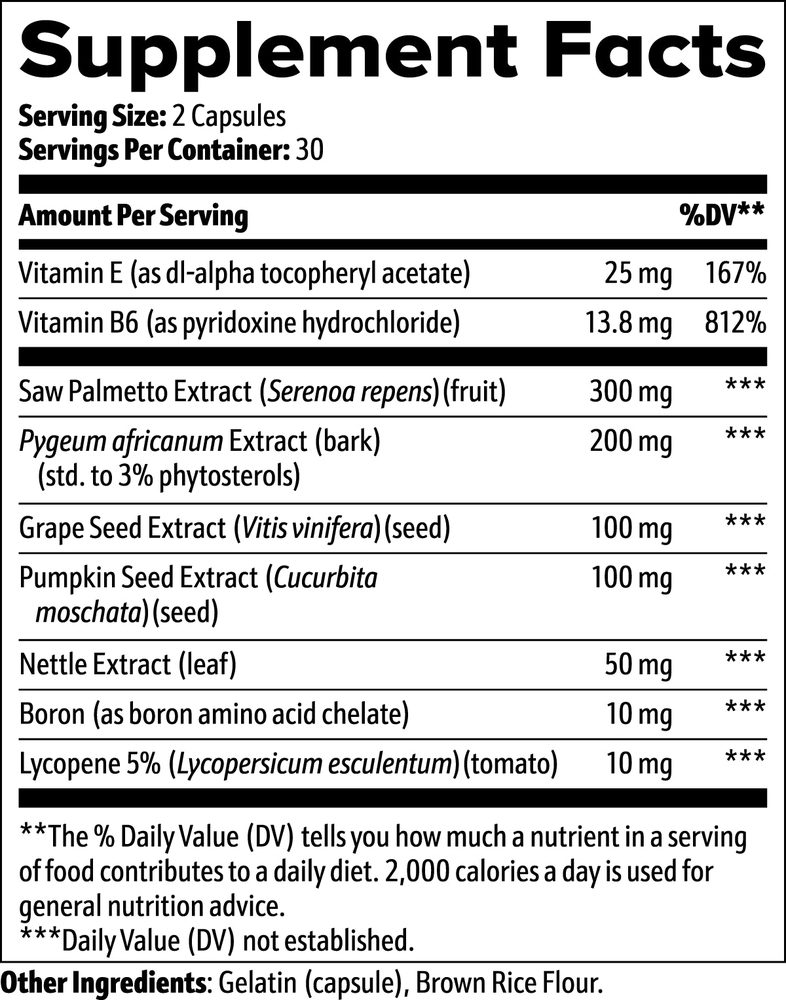 Supplement Facts
Serving Size: 2 Capsules
Servings Per Container: 30
Amount Per Serving %DV**
Vitamin E (as dl-alpha tocopheryl acetate) 25 mg 167%
Vitamin B6 (as pyridoxine hydrochloride) 13.8 mg 812%
Saw Palmetto Extract (Serenoa repens)(fruit) 300 mg ***
Pygeum africanum Extract (bark) 200 mg ***
(std. to 3% phytosterols)
Grape Seed Extract (Vitis vinifera)(seed) 100 mg ***
Pumpkin Seed Extract (Cucurbita 100 mg ***
moschata)(seed)
Nettle Extract (leaf) 50 mg ***
Boron (as boron amino acid chelate) 10 mg ***
Lycopene 5% (Lycopersicum esculentum)(tomato) 10 mg ***
**The % Daily Value (DV) tells you how much a nutrient in a serving
of food contributes to a daily diet. 2,000 calories a day is used for
general nutrition advice.
***Daily Value (DV) not established.
Other Ingredients: Gelatin (capsule), Brown Rice Flour.